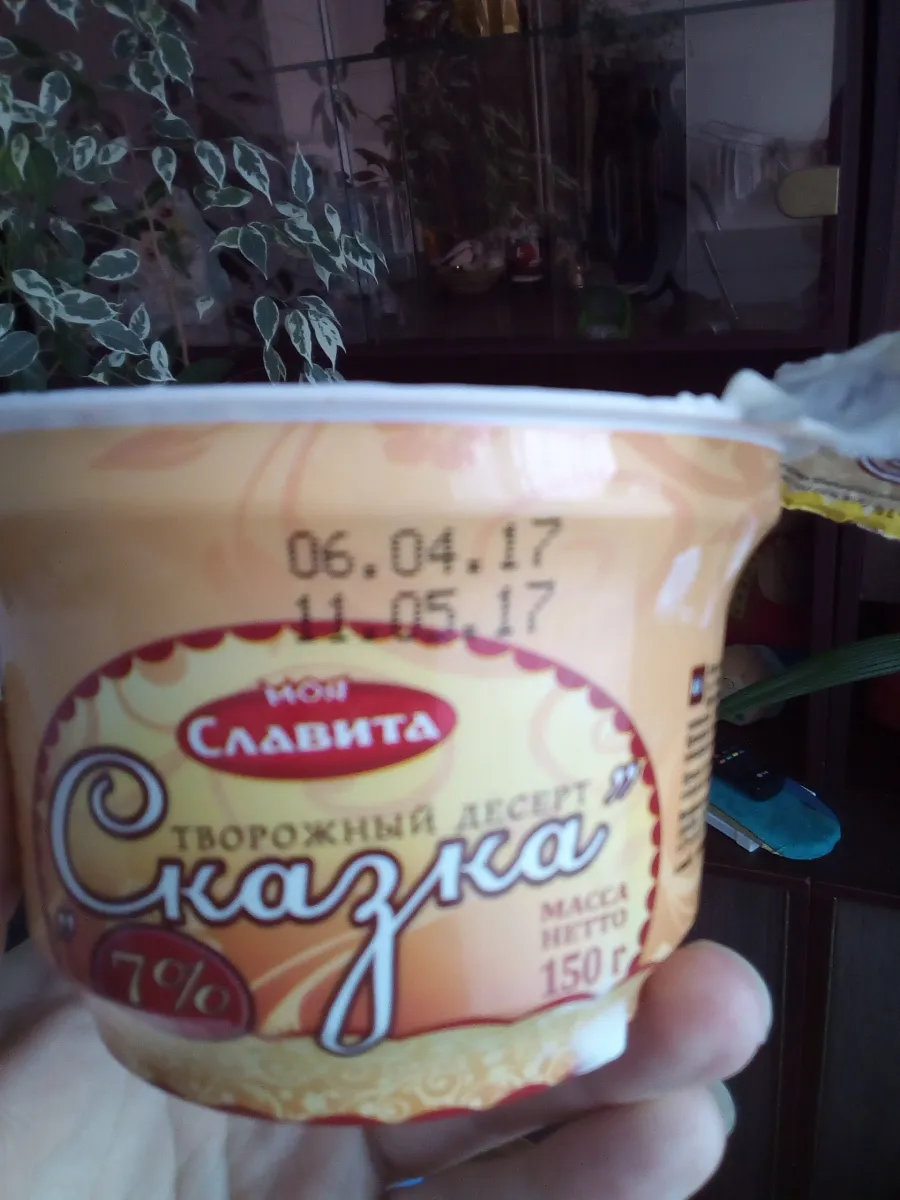 06.04.17
11.05.17
МОЯ
СЛАВИТА
ТВОРОЖНЫЙ ДЕСЕРТ
„Сказка”
7%
МАССА
НЕТТО
150 г